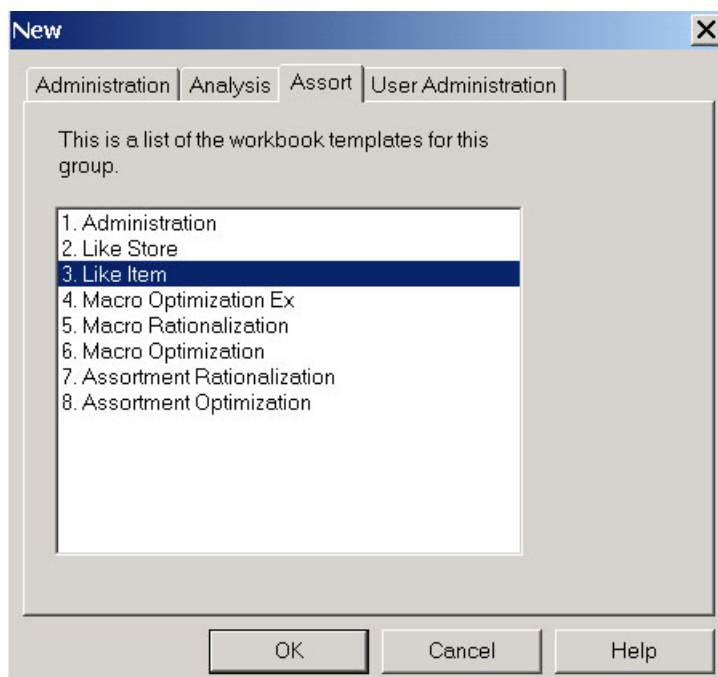 New
Administration Analysis Assort User Administration
This is a list of the workbook templates for this
group.
1. Administration
2. Like Store
3. Like Item
4. Macro Optimization Ex
5. Macro Rationalization
6. Macro Optimization
7. Assortment Rationalization
8. Assortment Optimization
OK Cancel Help